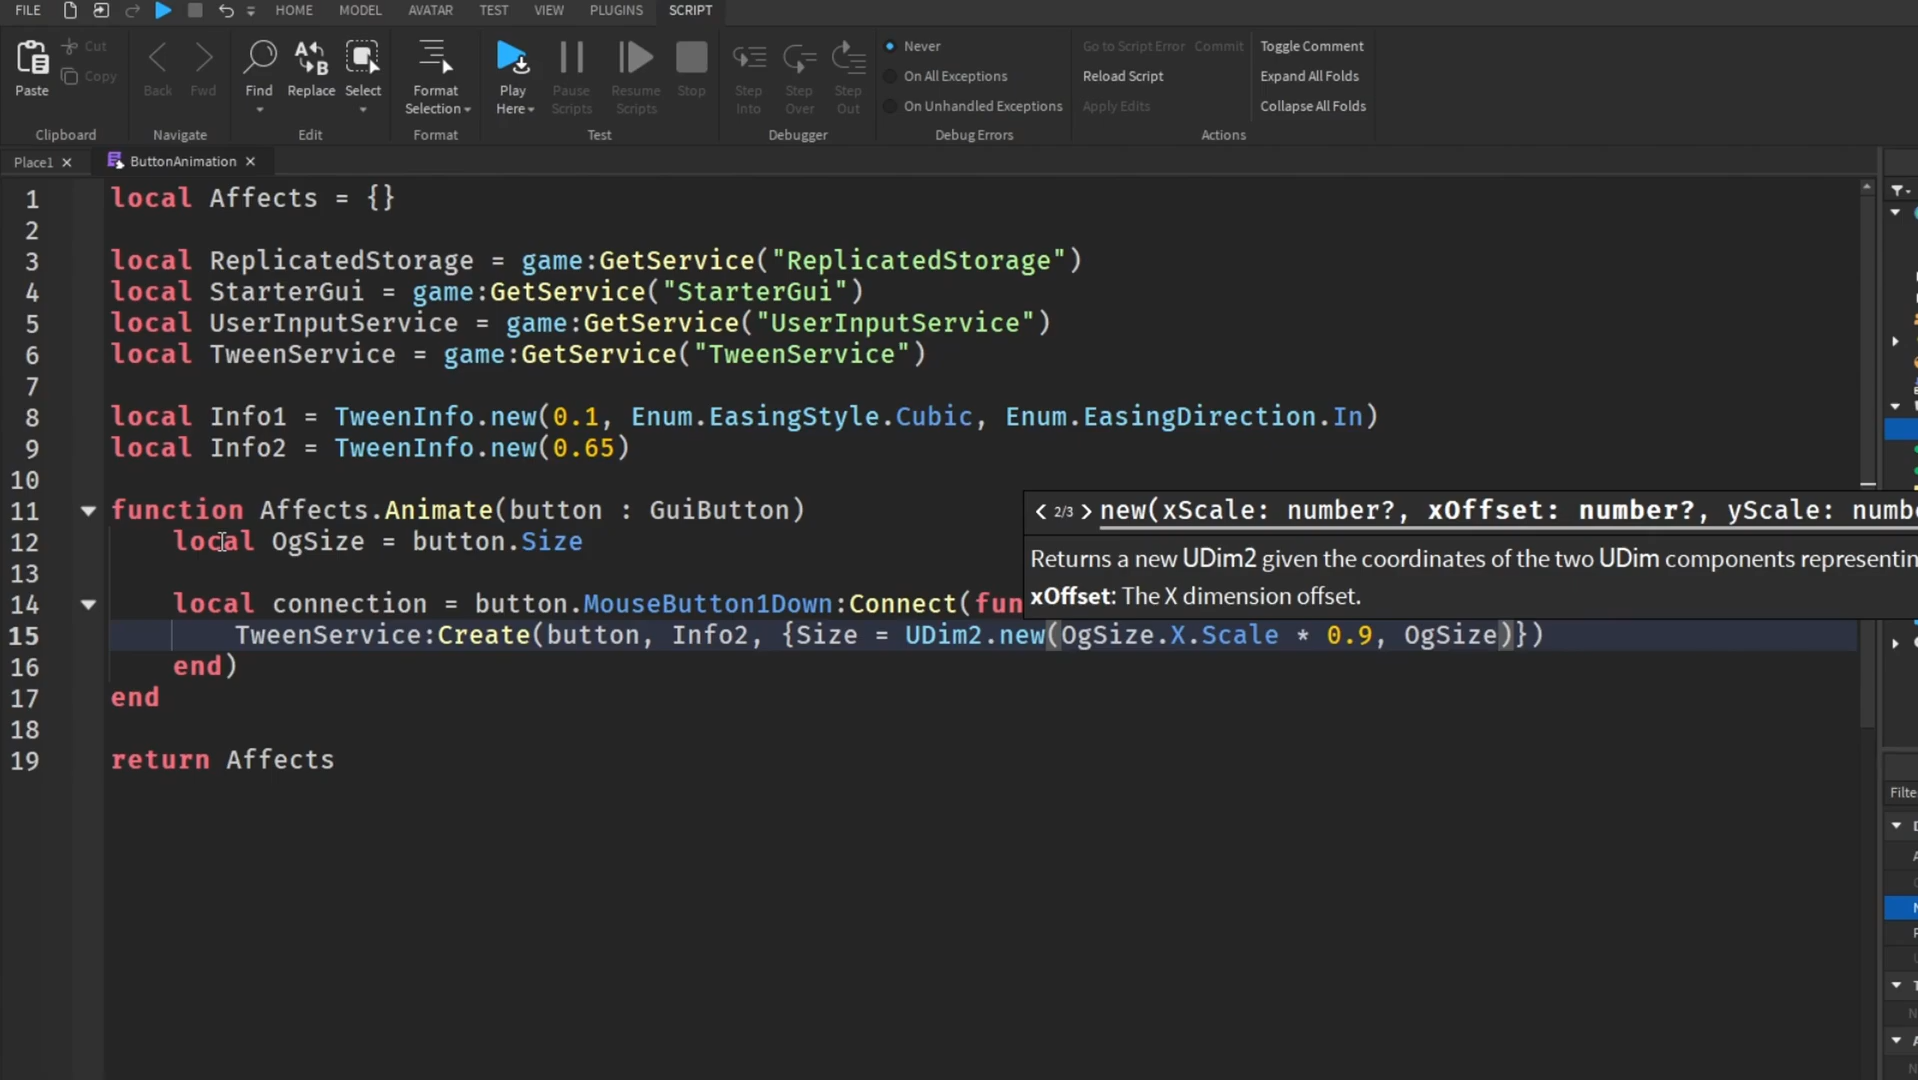 FILE HOME MODEL AVATAR TEST VIEW PLUGINS SCRIPT
Paste Cut Copy Back Fwd Find Replace Select Format Selection Play Here Pause Scripts Resume Scripts Stop Step Into Step Over Step Out
Never
On All Exceptions
On Unhandled Exceptions
Go to Script Error Commit
Reload Script
Apply Edits
Toggle Comment
Expand All Folds
Collapse All Folds
Clipboard Navigate Edit Format Test Debugger Debug Errors Actions
Place1 × ButtonAnimation ×
1 local Affects = {}
2
3 local ReplicatedStorage = game:GetService("ReplicatedStorage")
4 local StarterGui = game:GetService("StarterGui")
5 local UserInputService = game:GetService("UserInputService")
6 local TweenService = game:GetService("TweenService")
7
8 local Info1 = TweenInfo.new(0.1, Enum.EasingStyle.Cubic, Enum.EasingDirection.In)
9 local Info2 = TweenInfo.new(0.65)
10
11 function Affects.Animate(button : GuiButton)
< 2/3 > new(xScale: number?, xOffset: number?, yScale: numbe
12 local OgSize = button.Size
Returns a new UDim2 given the coordinates of the two UDim components representin
13
xOffset: The X dimension offset.
14 local connection = button.MouseButton1Down:Connect(fun
15 TweenService:Create(button, Info2, {Size = UDim2.new(OgSize.X.Scale * 0.9, OgSize)})
16 end)
17 end
18
19 return Affects
Filte